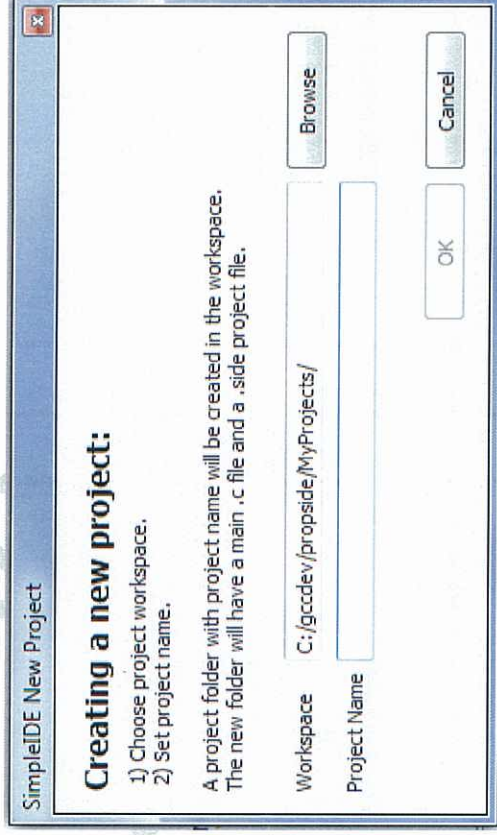 SimpleIDE New Project
Creating a new project:
1) Choose project workspace.
2) Set project name.
A project folder with project name will be created in the workspace.
The new folder will have a main .c file and a .side project file.
Workspace C:/gccdev/propside/MyProjects/ Browse
Project Name
OK Cancel